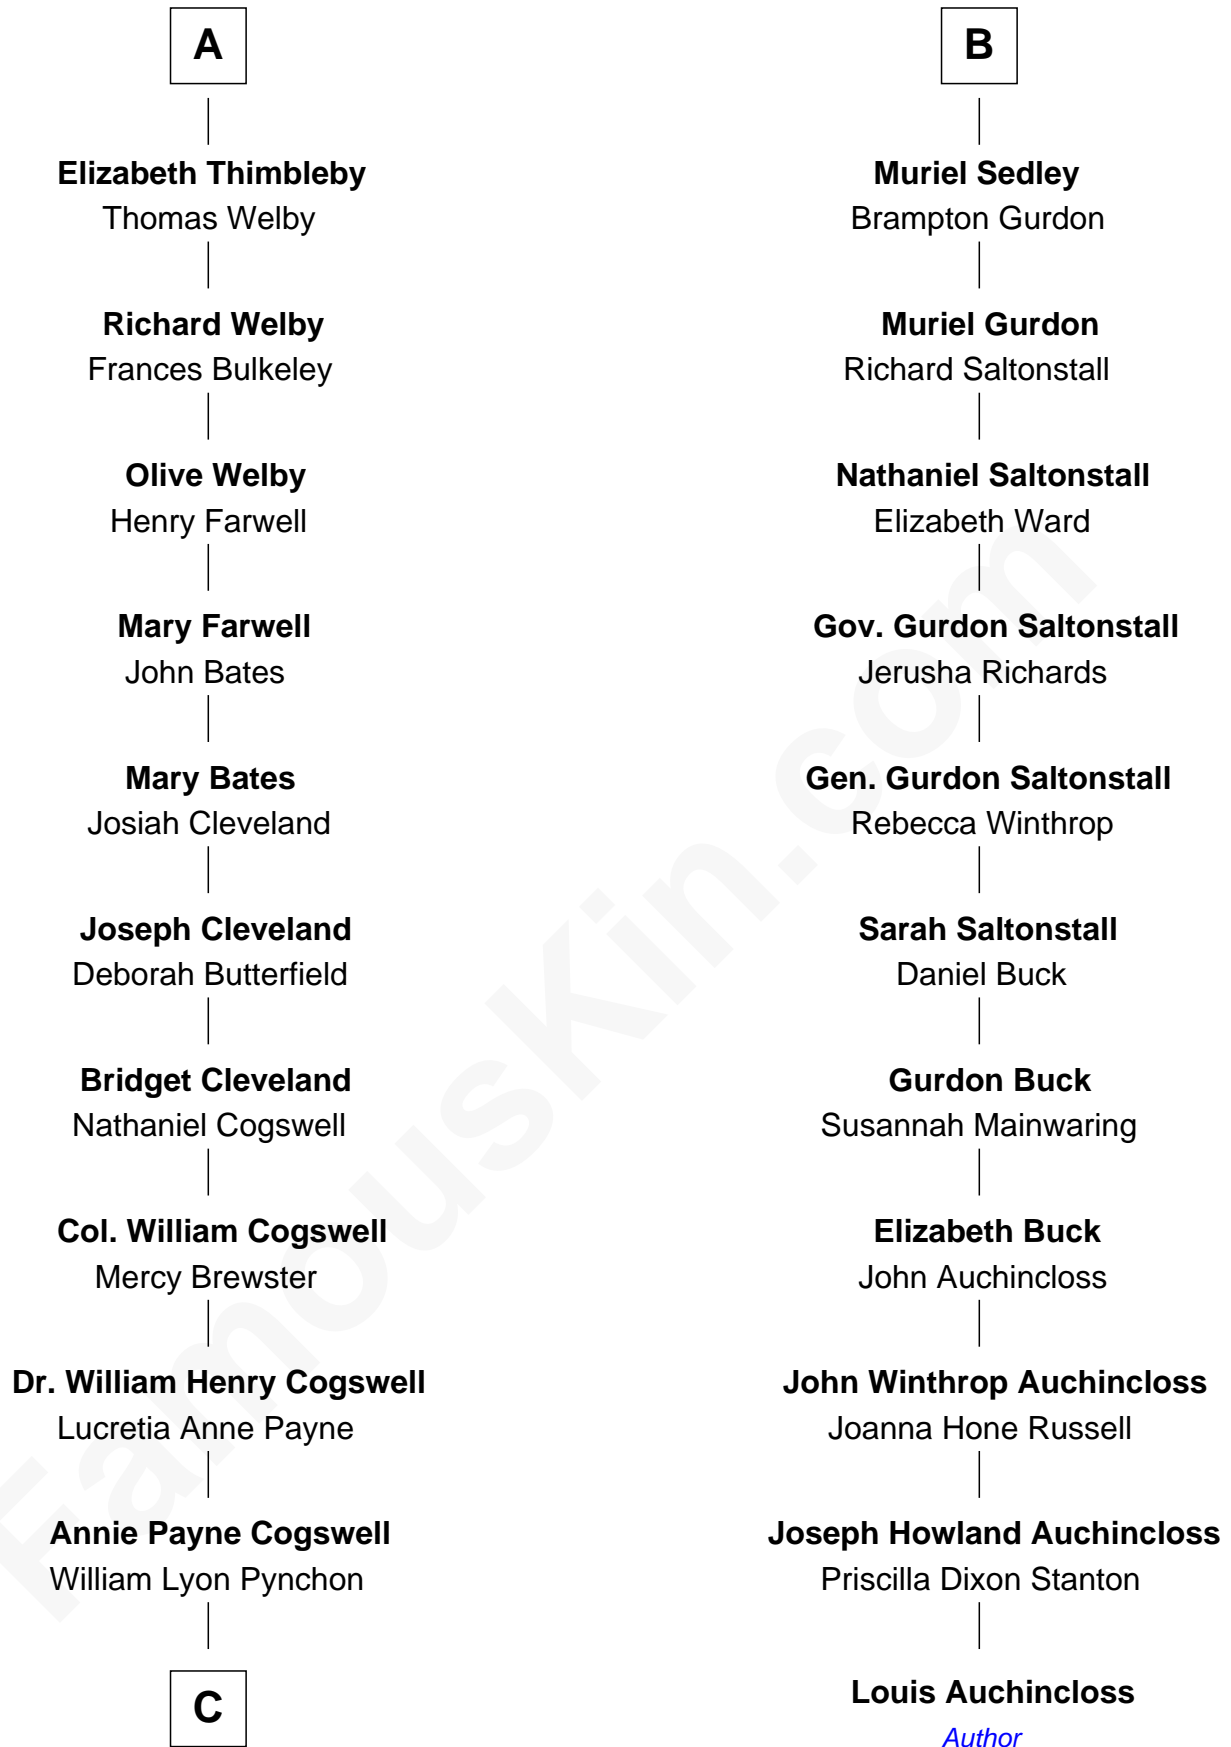 A
Elizabeth Thimbleby
Thomas Welby
Richard Welby
Frances Bulkeley
Olive Welby
Henry Farwell
Mary Farwell
John Bates
Mary Bates
Josiah Cleveland
Joseph Cleveland
Deborah Butterfield
Bridget Cleveland
Nathaniel Cogswell
Col. William Cogswell
Mercy Brewster
Dr. William Henry Cogswell
Lucretia Anne Payne
Annie Payne Cogswell
William Lyon Pynchon
C
B
Muriel Sedley
Brampton Gurdon
Muriel Gurdon
Richard Saltonstall
Nathaniel Saltonstall
Elizabeth Ward
Gov. Gurdon Saltonstall
Jerusha Richards
Gen. Gurdon Saltonstall
Rebecca Winthrop
Sarah Saltonstall
Daniel Buck
Gurdon Buck
Susannah Mainwaring
Elizabeth Buck
John Auchincloss
John Winthrop Auchincloss
Joanna Hone Russell
Joseph Howland Auchincloss
Priscilla Dixon Stanton
Louis Auchincloss
Author
FamousKin.com